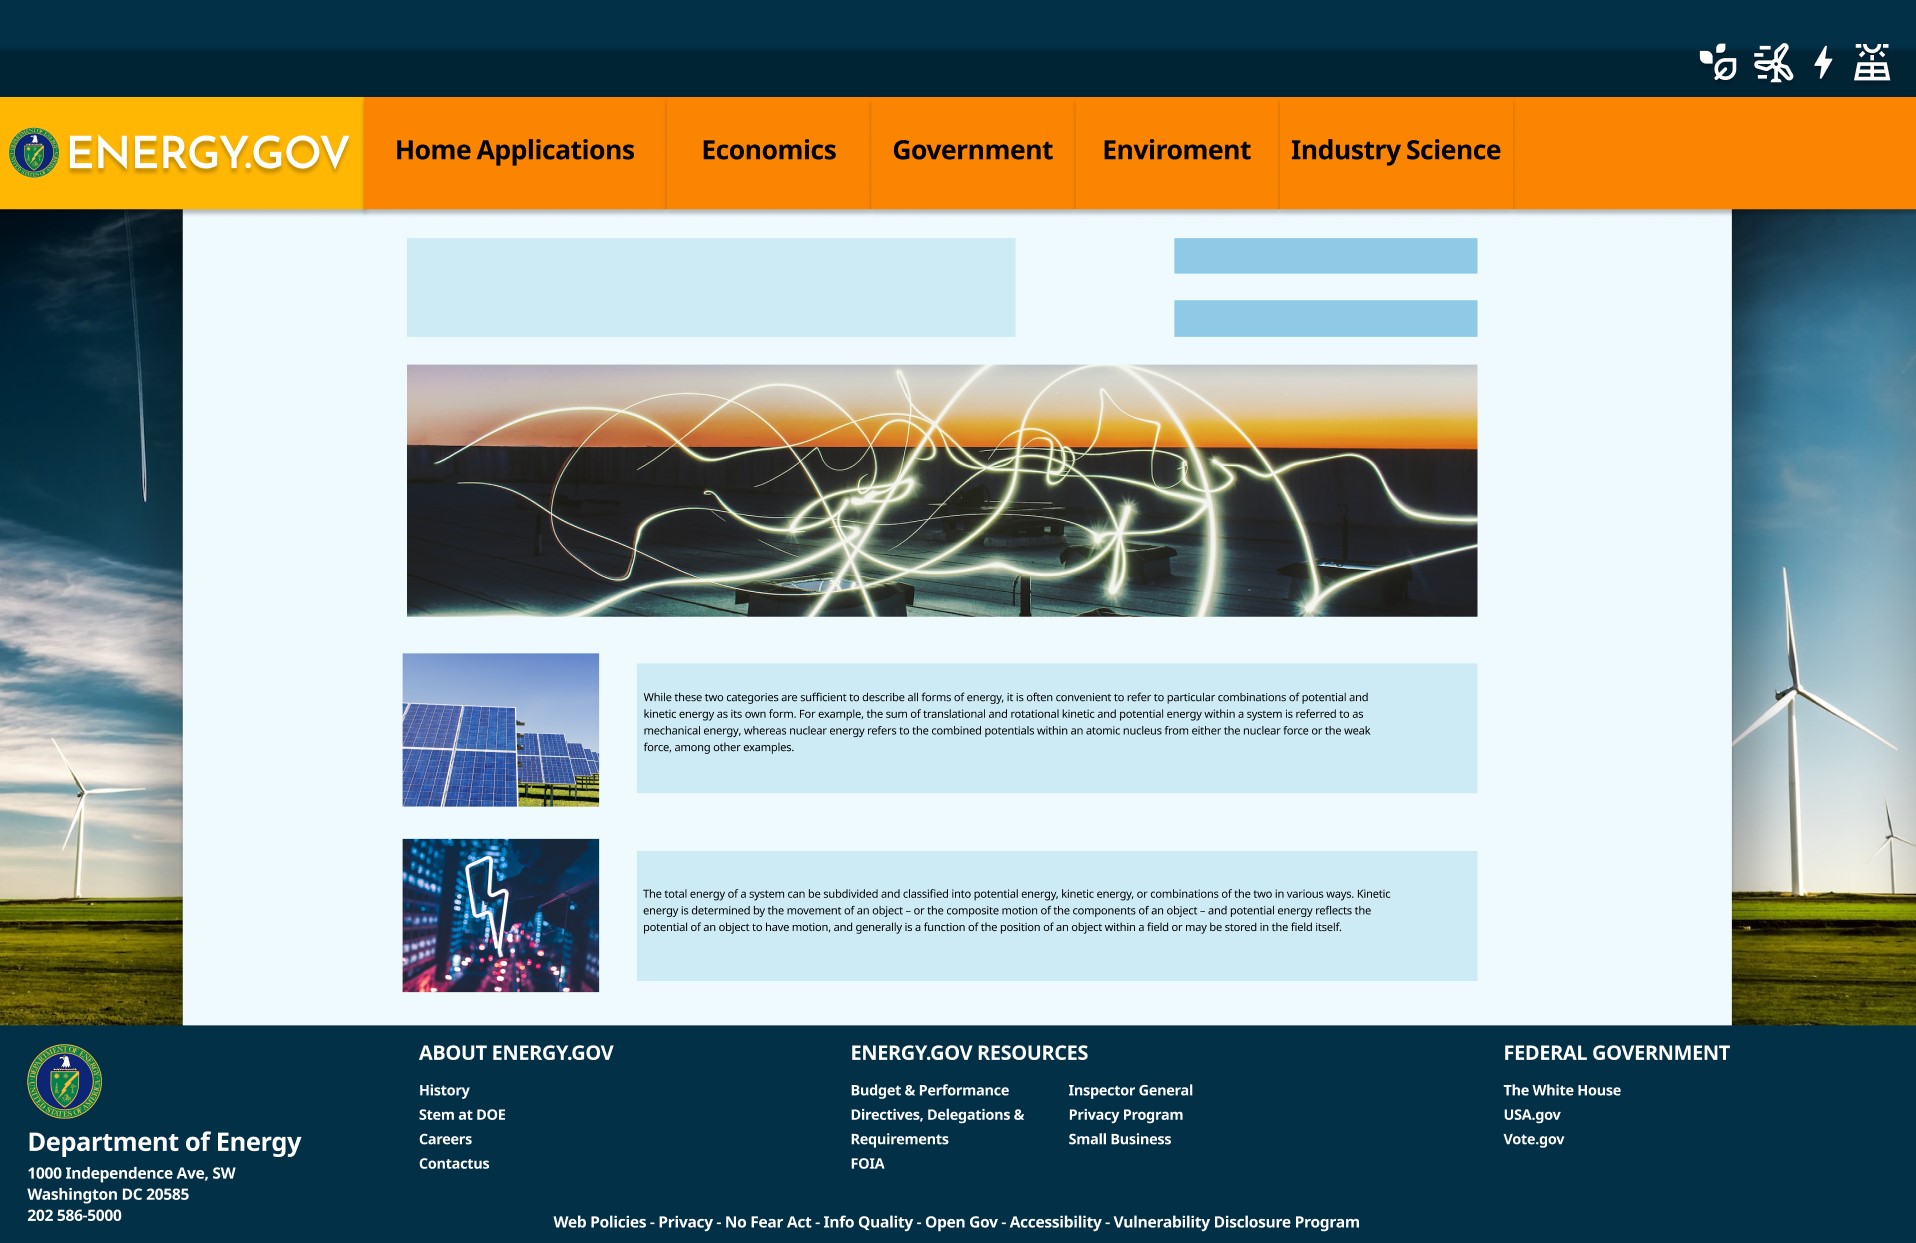 ENERGY.GOV
Home Applications
Economics
Government
Enviroment
Industry Science
While these two categories are sufficient to describe all forms of energy, it is often convenient to refer to particular combinations of potential and
kinetic energy as its own form. For example, the sum of translational and rotational kinetic and potential energy within a system is referred to as
mechanical energy, whereas nuclear energy refers to the combined potentials within an atomic nucleus from either the nuclear force or the weak
force, among other examples.
The total energy of a system can be subdivided and classified into potential energy, kinetic energy, or combinations of the two in various ways. Kinetic
energy is determined by the movement of an object – or the composite motion of the components of an object – and potential energy reflects the
potential of an object to have motion, and generally is a function of the position of an object within a field or may be stored in the field itself.
DEPARTMENT OF ENERGY
UNITED STATES OF AMERICA
Department of Energy
1000 Independence Ave, SW
Washington DC 20585
202 586-5000
ABOUT ENERGY.GOV
History
Stem at DOE
Careers
Contactus
ENERGY.GOV RESOURCES
Budget & Performance
Directives, Delegations &
Requirements
FOIA
Inspector General
Privacy Program
Small Business
FEDERAL GOVERNMENT
The White House
USA.gov
Vote.gov
Web Policies - Privacy - No Fear Act - Info Quality - Open Gov - Accessibility - Vulnerability Disclosure Program